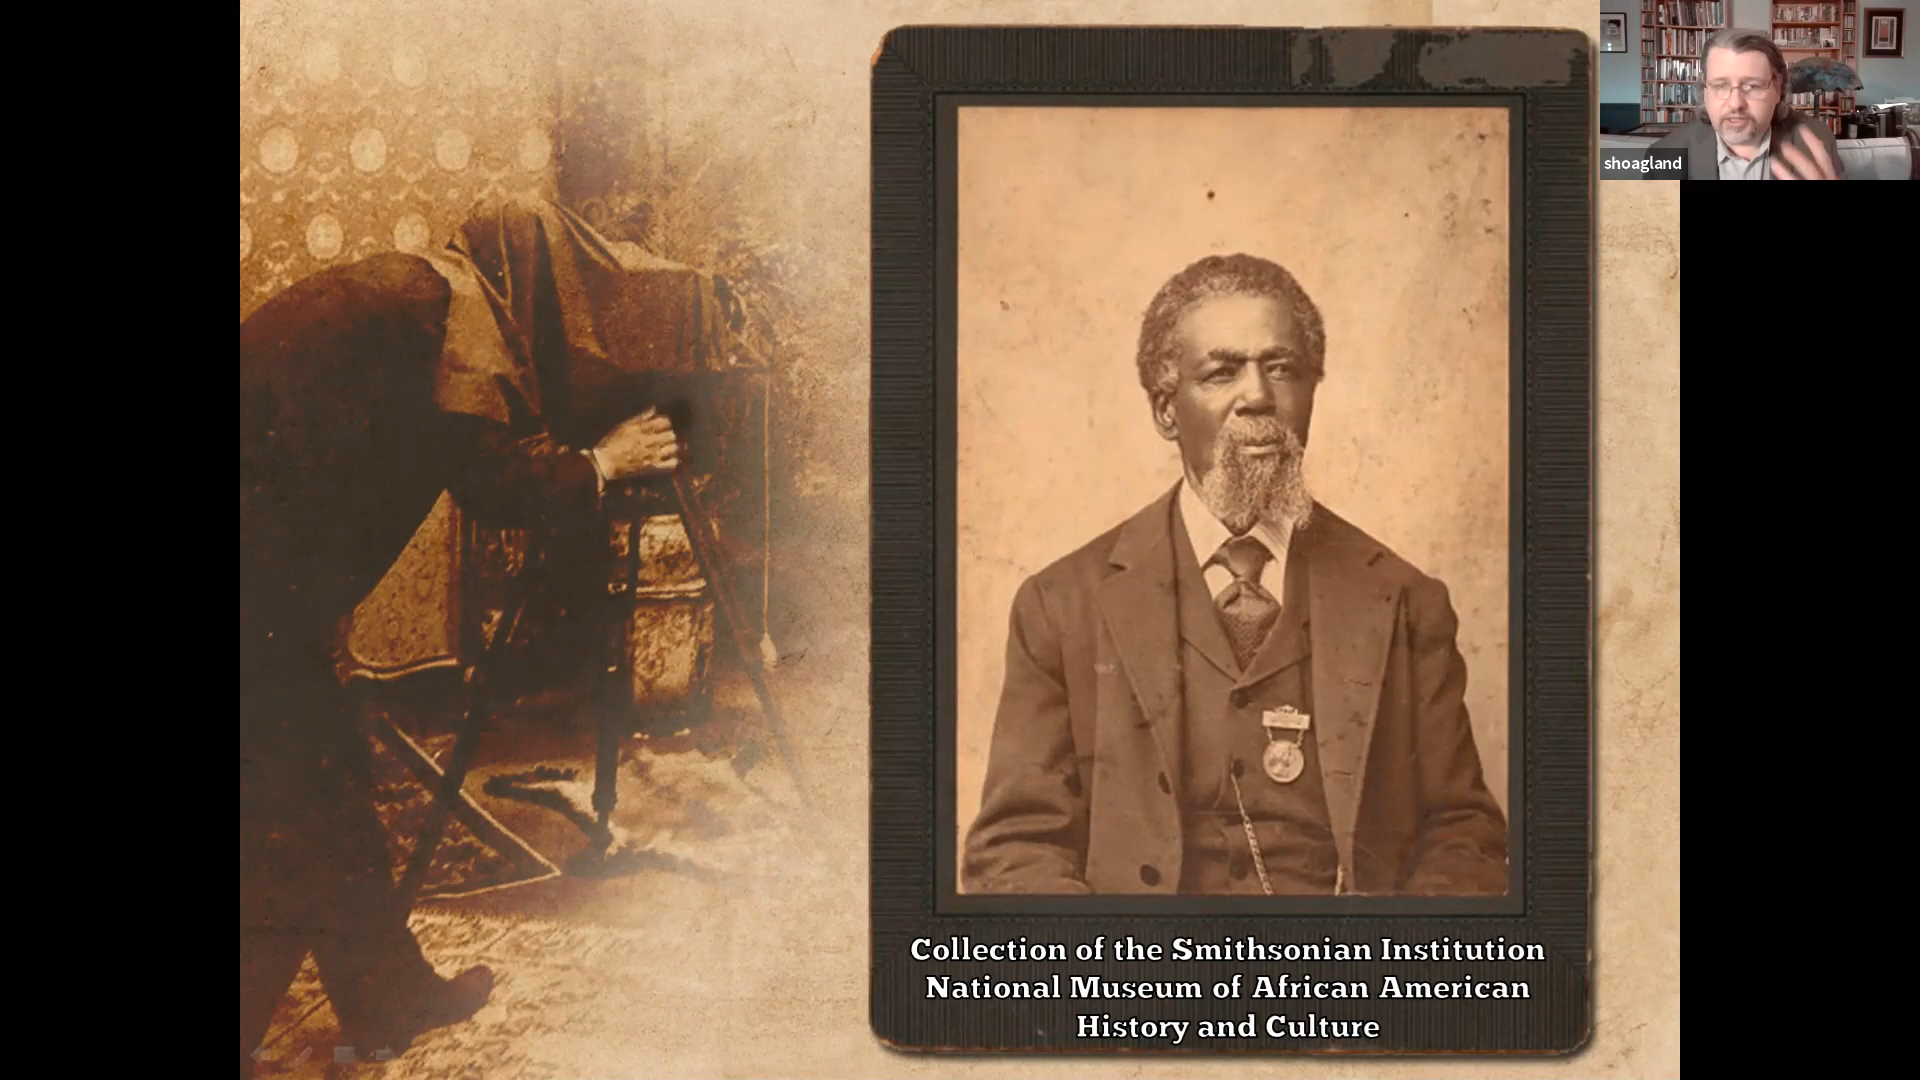 shoagland
Collection of the Smithsonian Institution
National Museum of African American
History and Culture